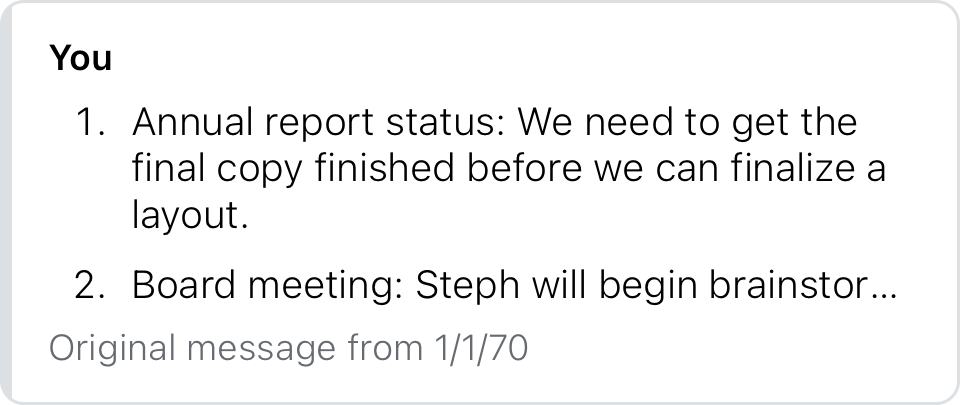 You
1. Annual report status: We need to get the
final copy finished before we can finalize a
layout.
2. Board meeting: Steph will begin brainstor...
Original message from 1/1/70